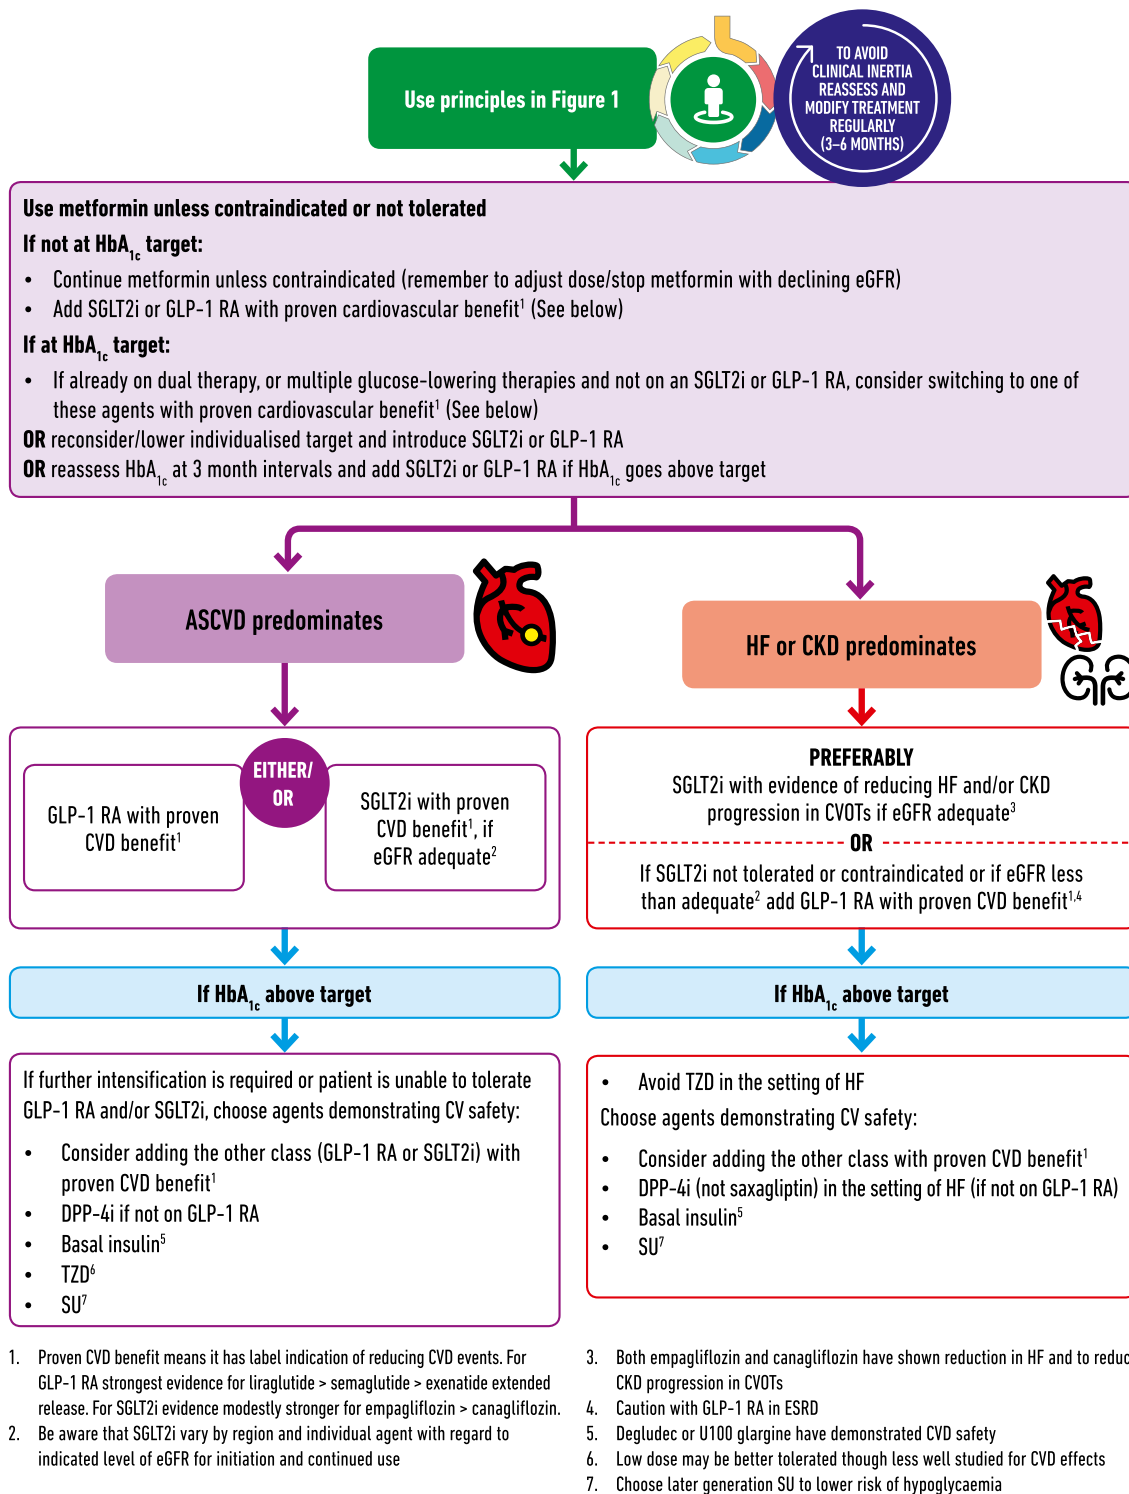 Use principles in Figure 1
TO AVOID
CLINICAL INERTIA
REASSESS AND
MODIFY TREATMENT
REGULARLY
(3–6 MONTHS)
Use metformin unless contraindicated or not tolerated
If not at HbA1c target:
• Continue metformin unless contraindicated (remember to adjust dose/stop metformin with declining eGFR)
• Add SGLT2i or GLP-1 RA with proven cardiovascular benefit1 (See below)
If at HbA1c target:
• If already on dual therapy, or multiple glucose-lowering therapies and not on an SGLT2i or GLP-1 RA, consider switching to one of
these agents with proven cardiovascular benefit1 (See below)
OR reconsider/lower individualised target and introduce SGLT2i or GLP-1 RA
OR reassess HbA1c at 3 month intervals and add SGLT2i or GLP-1 RA if HbA1c goes above target
ASCVD predominates
EITHER/
OR
GLP-1 RA with proven
CVD benefit1
SGLT2i with proven
CVD benefit1, if
eGFR adequate2
If HbA1c above target
If further intensification is required or patient is unable to tolerate
GLP-1 RA and/or SGLT2i, choose agents demonstrating CV safety:
• Consider adding the other class (GLP-1 RA or SGLT2i) with
proven CVD benefit1
• DPP-4i if not on GLP-1 RA
• Basal insulin5
• TZD6
• SU7
HF or CKD predominates
PREFERABLY
SGLT2i with evidence of reducing HF and/or CKD
progression in CVOTs if eGFR adequate3
OR
If SGLT2i not tolerated or contraindicated or if eGFR less
than adequate2 add GLP-1 RA with proven CVD benefit1,4
If HbA1c above target
• Avoid TZD in the setting of HF
Choose agents demonstrating CV safety:
• Consider adding the other class with proven CVD benefit1
• DPP-4i (not saxagliptin) in the setting of HF (if not on GLP-1 RA)
• Basal insulin5
• SU7
1. Proven CVD benefit means it has label indication of reducing CVD events. For
GLP-1 RA strongest evidence for liraglutide > semaglutide > exenatide extended
release. For SGLT2i evidence modestly stronger for empagliflozin > canagliflozin.
2. Be aware that SGLT2i vary by region and individual agent with regard to
indicated level of eGFR for initiation and continued use
3. Both empagliflozin and canagliflozin have shown reduction in HF and to reduc
CKD progression in CVOTs
4. Caution with GLP-1 RA in ESRD
5. Degludec or U100 glargine have demonstrated CVD safety
6. Low dose may be better tolerated though less well studied for CVD effects
7. Choose later generation SU to lower risk of hypoglycaemia